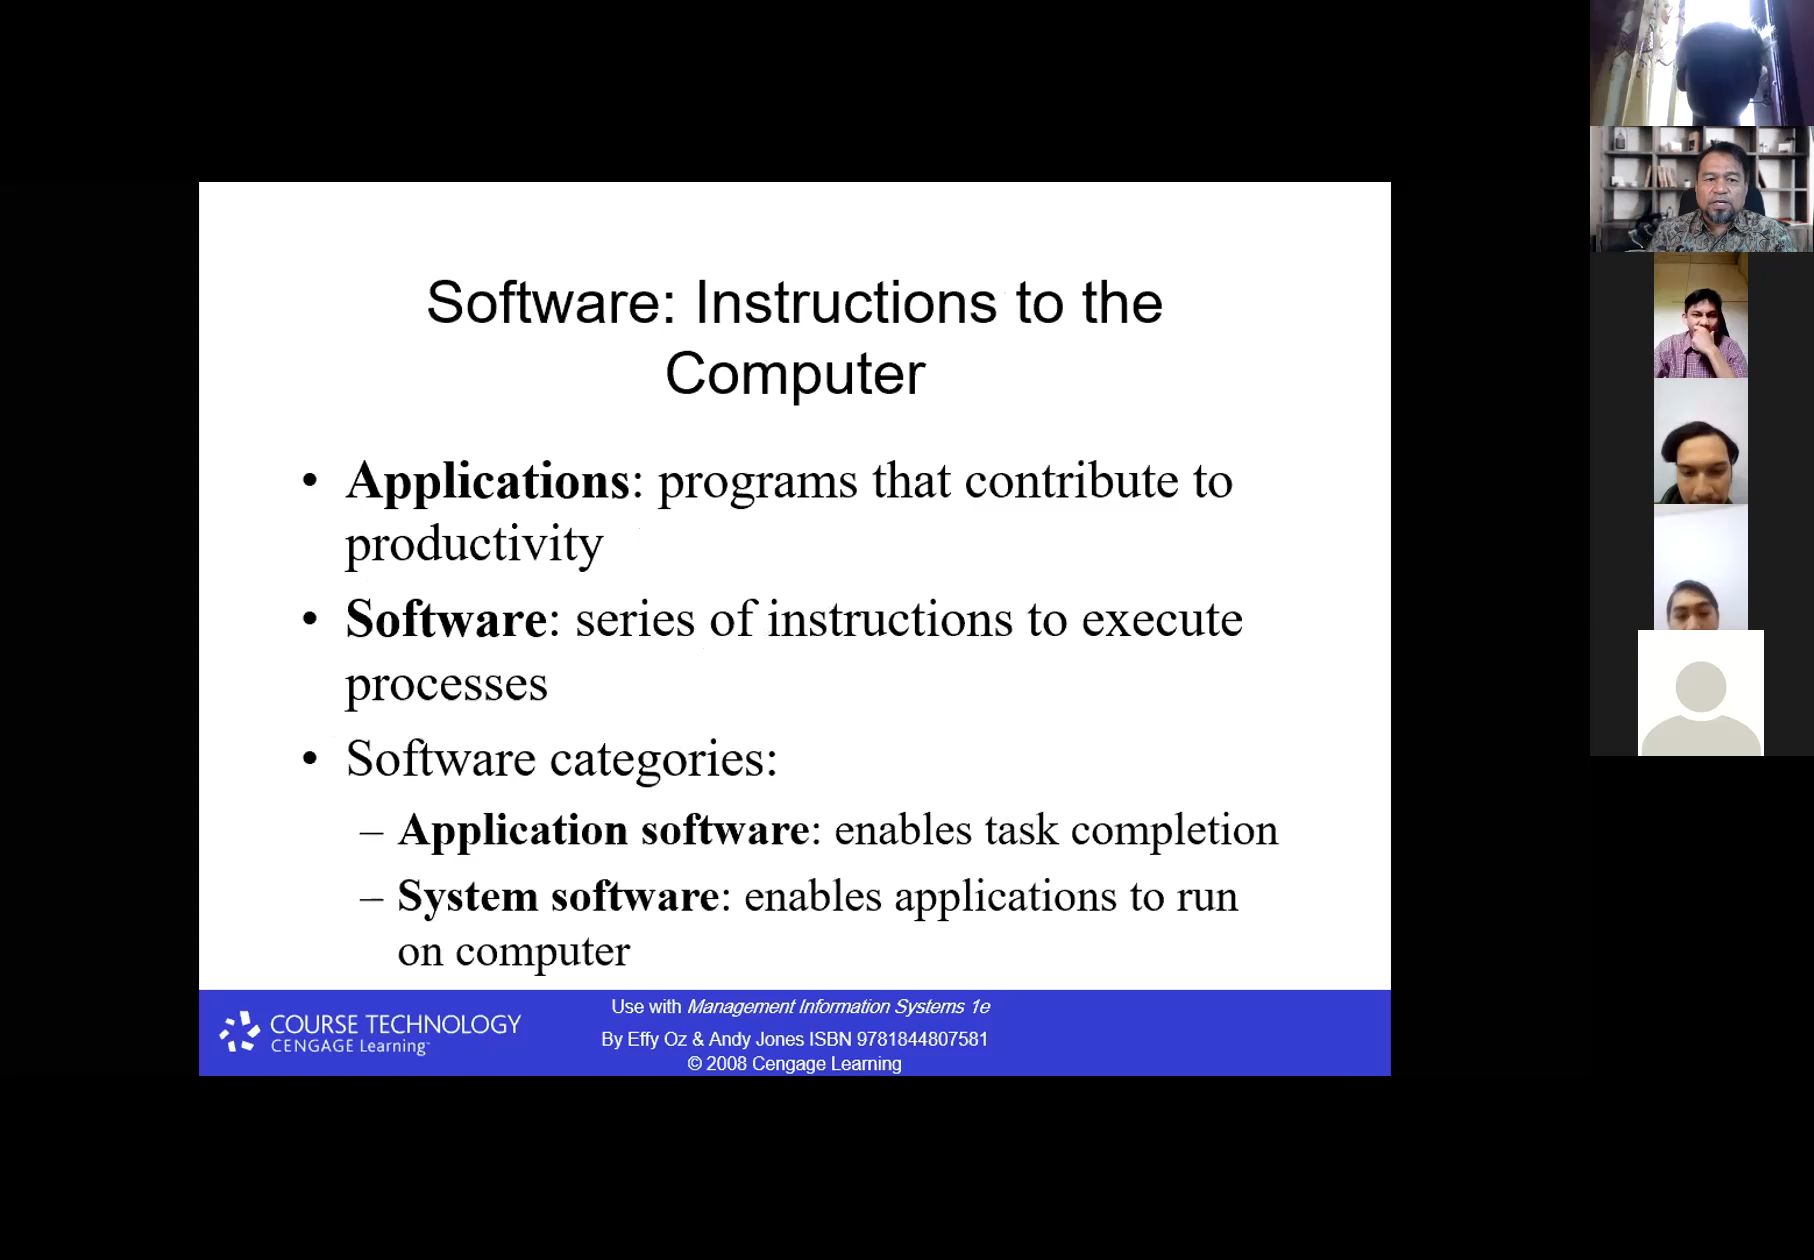 Software: Instructions to the
Computer
• Applications: programs that contribute to
productivity
• Software: series of instructions to execute
processes
• Software categories:
– Application software: enables task completion
– System software: enables applications to run
on computer
COURSE TECHNOLOGY
CENGAGE Learning™
Use with Management Information Systems 1e
By Effy Oz & Andy Jones ISBN 9781844807581
© 2008 Cengage Learning